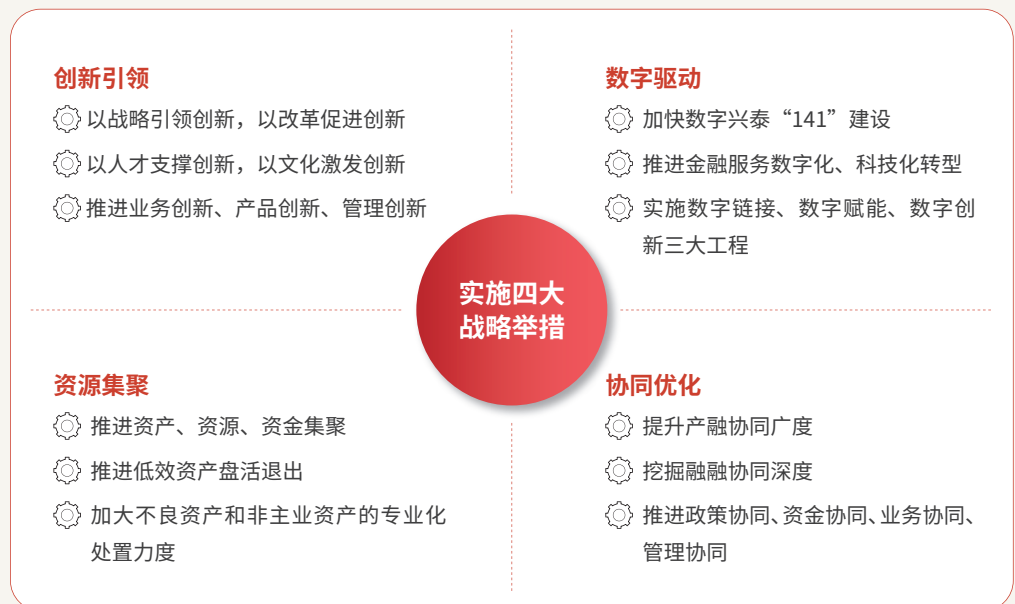 创新引领
以战略引领创新，以改革促进创新
以人才支撑创新，以文化激发创新
推进业务创新、产品创新、管理创新
数字驱动
加快数字兴泰“141”建设
推进金融服务数字化、科技化转型
实施数字链接、数字赋能、数字创
新三大工程
实施四大
战略举措
资源集聚
推进资产、资源、资金集聚
推进低效资产盘活退出
加大不良资产和非主业资产的专业化
处置力度
协同优化
提升产融协同广度
挖掘融融协同深度
推进政策协同、资金协同、业务协同、
管理协同